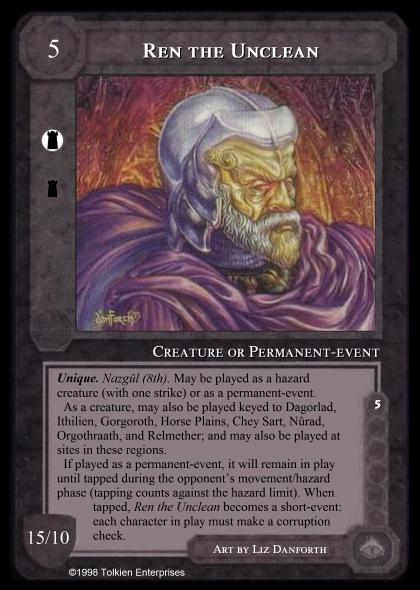 5
REN THE UNCLEAN
DANFORTH
CREATURE OR PERMANENT-EVENT
Unique. Nazgûl (8th). May be played as a hazard
creature (with one strike) or as a permanent-event.
As a creature, may also be played keyed to Dagorlad,
Ithilien, Gorgoroth, Horse Plains, Chey Sart, Nûrad,
Orgothraath, and Relmether; and may also be played at
sites in these regions.
If played as a permanent-event, it will remain in play
until tapped during the opponent's movement/hazard
phase (tapping counts against the hazard limit). When
tapped, Ren the Unclean becomes a short-event:
each character in play must make a corruption
check.
5
15/10
ART BY LIZ DANFORTH
©1998 Tolkien Enterprises